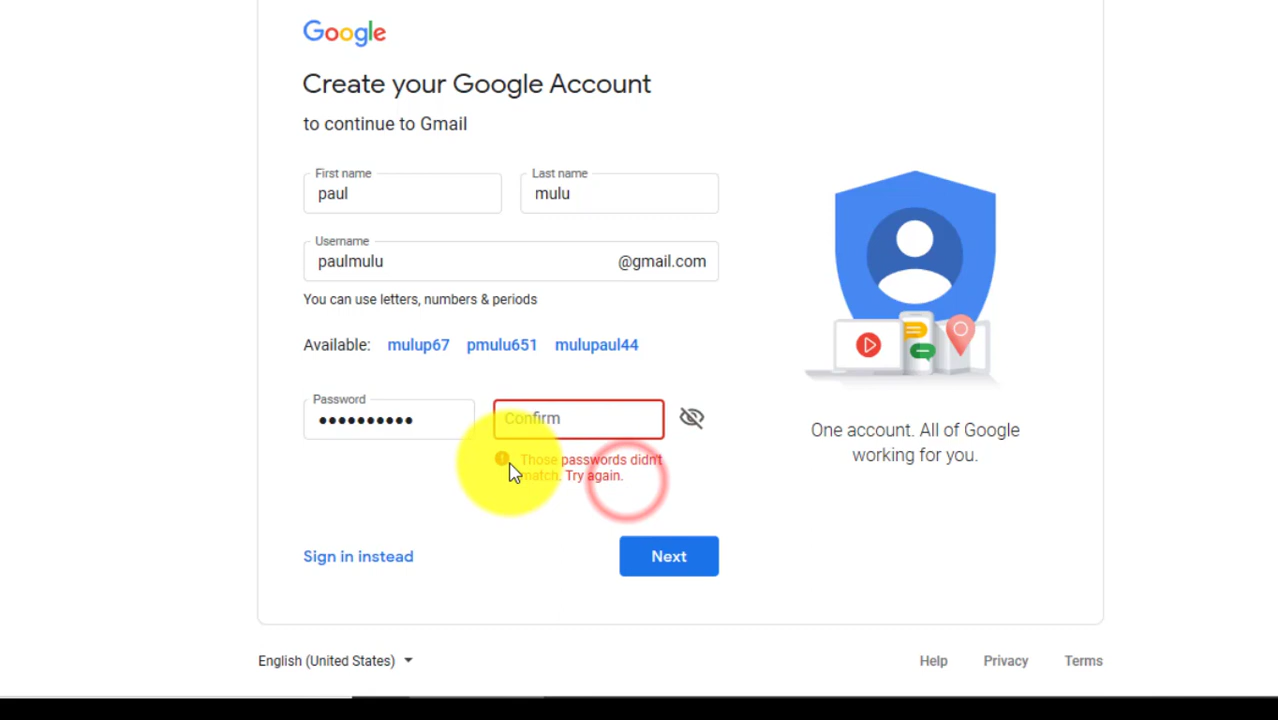 Google
Create your Google Account
to continue to Gmail
First name
paul
Last name
mulu
Username
paulmulu @gmail.com
You can use letters, numbers & periods
Available: mulup67 pmulu651 mulupaul44
Password
Confirm
Those passwords didn't
match. Try again.
Sign in instead
Next
One account. All of Google
working for you.
English (United States)
Help Privacy Terms